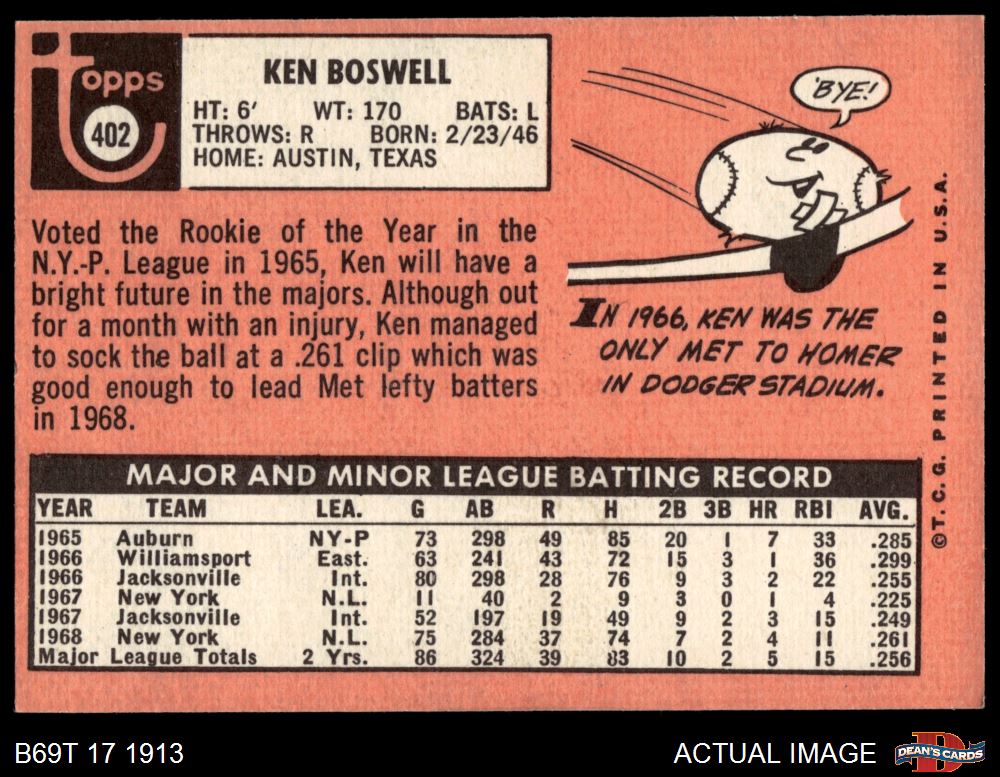 topps
402
KEN BOSWELL
HT: 6' WT: 170 BATS: L
THROWS: R BORN: 2/23/46
HOME: AUSTIN, TEXAS
'BYE!
Voted the Rookie of the Year in the
N.Y.-P. League in 1965, Ken will have a
bright future in the majors. Although out
for a month with an injury, Ken managed
to sock the ball at a .261 clip which was
good enough to lead Met lefty batters
in 1968.
IN 1966, KEN WAS THE
ONLY MET TO HOMER
IN DODGER STADIUM.
©T. C. G. PRINTED IN U.S.A.
MAJOR AND MINOR LEAGUE BATTING RECORD
YEAR TEAM LEA. G AB R H 2B 3B HR RBI AVG.
1965 Auburn NY-P 73 298 49 85 20 1 7 33 .285
1966 Williamsport East. 63 241 43 72 15 3 1 36 .299
1966 Jacksonville Int. 80 298 28 76 9 3 2 22 .255
1967 New York N.L. 11 40 2 9 3 0 1 4 .225
1967 Jacksonville Int. 52 197 19 49 9 2 3 15 .249
1968 New York N.L. 75 284 37 74 7 2 4 11 .261
Major League Totals 2 Yrs. 86 324 39 83 10 2 5 15 .256
B69T 17 1913
ACTUAL IMAGE
DEAN'S CARDS